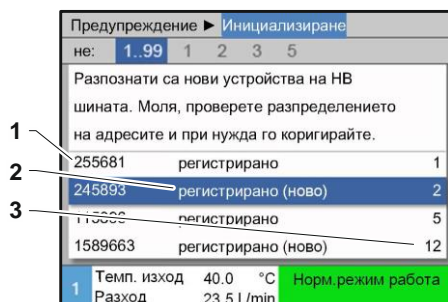 Предупреждение ► Инициализиране
не: 1..99 1 2 3 5
Разпознати са нови устройства на HB
шината. Моля, проверете разпределението
на адресите и при нужда го коригирайте.
1
255681 регистрирано 1
2
245893 регистрирано (ново) 2
3
регистрирано 5
1589663 регистрирано (ново) 12
1 Темп. изход 40.0 °C Норм.режим работа
Разход 23.5 l/min